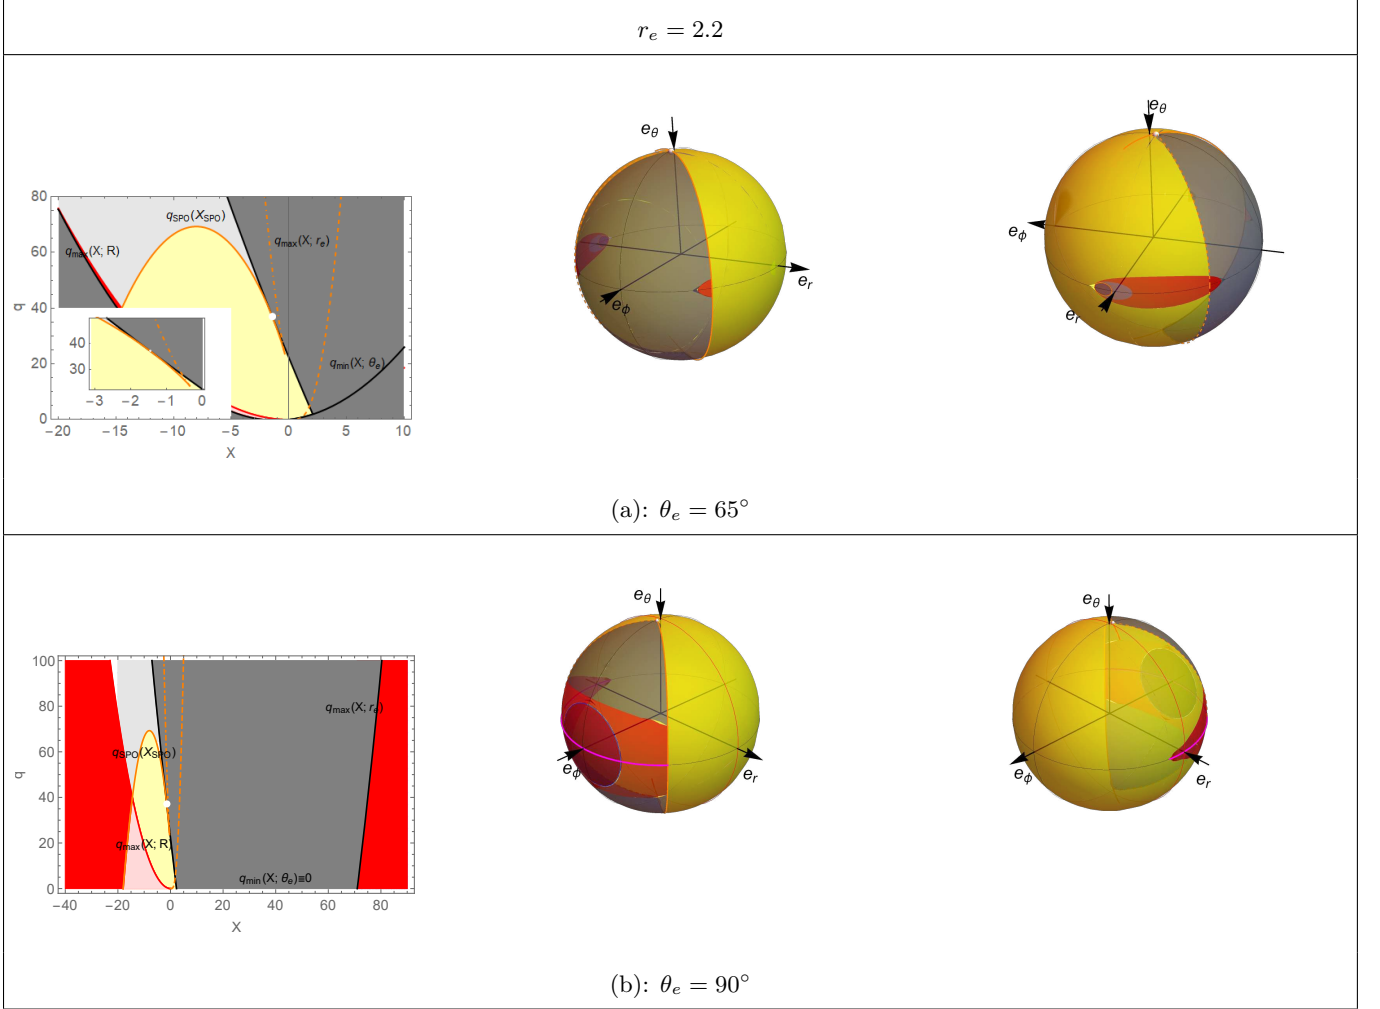 r_e = 2.2
80
60
40
20
0
q
q_SPO(X_SPO)
q_max(X; R)
q_max(X; r_e)
q_min(X; θ_e)
40
30
−3 −2 −1 0
−20 −15 −10 −5 0 5 10
X
e_θ
e_r
e_ϕ
e_θ
e_ϕ
e_r
(a): θ_e = 65°
100
80
60
40
20
0
q
q_max(X; r_e)
q_SPO(X_SPO)
q_max(X; R)
q_min(X; θ_e)≡0
−40 −20 0 20 40 60 80
X
e_θ
e_ϕ
e_r
e_θ
e_ϕ
e_r
(b): θ_e = 90°